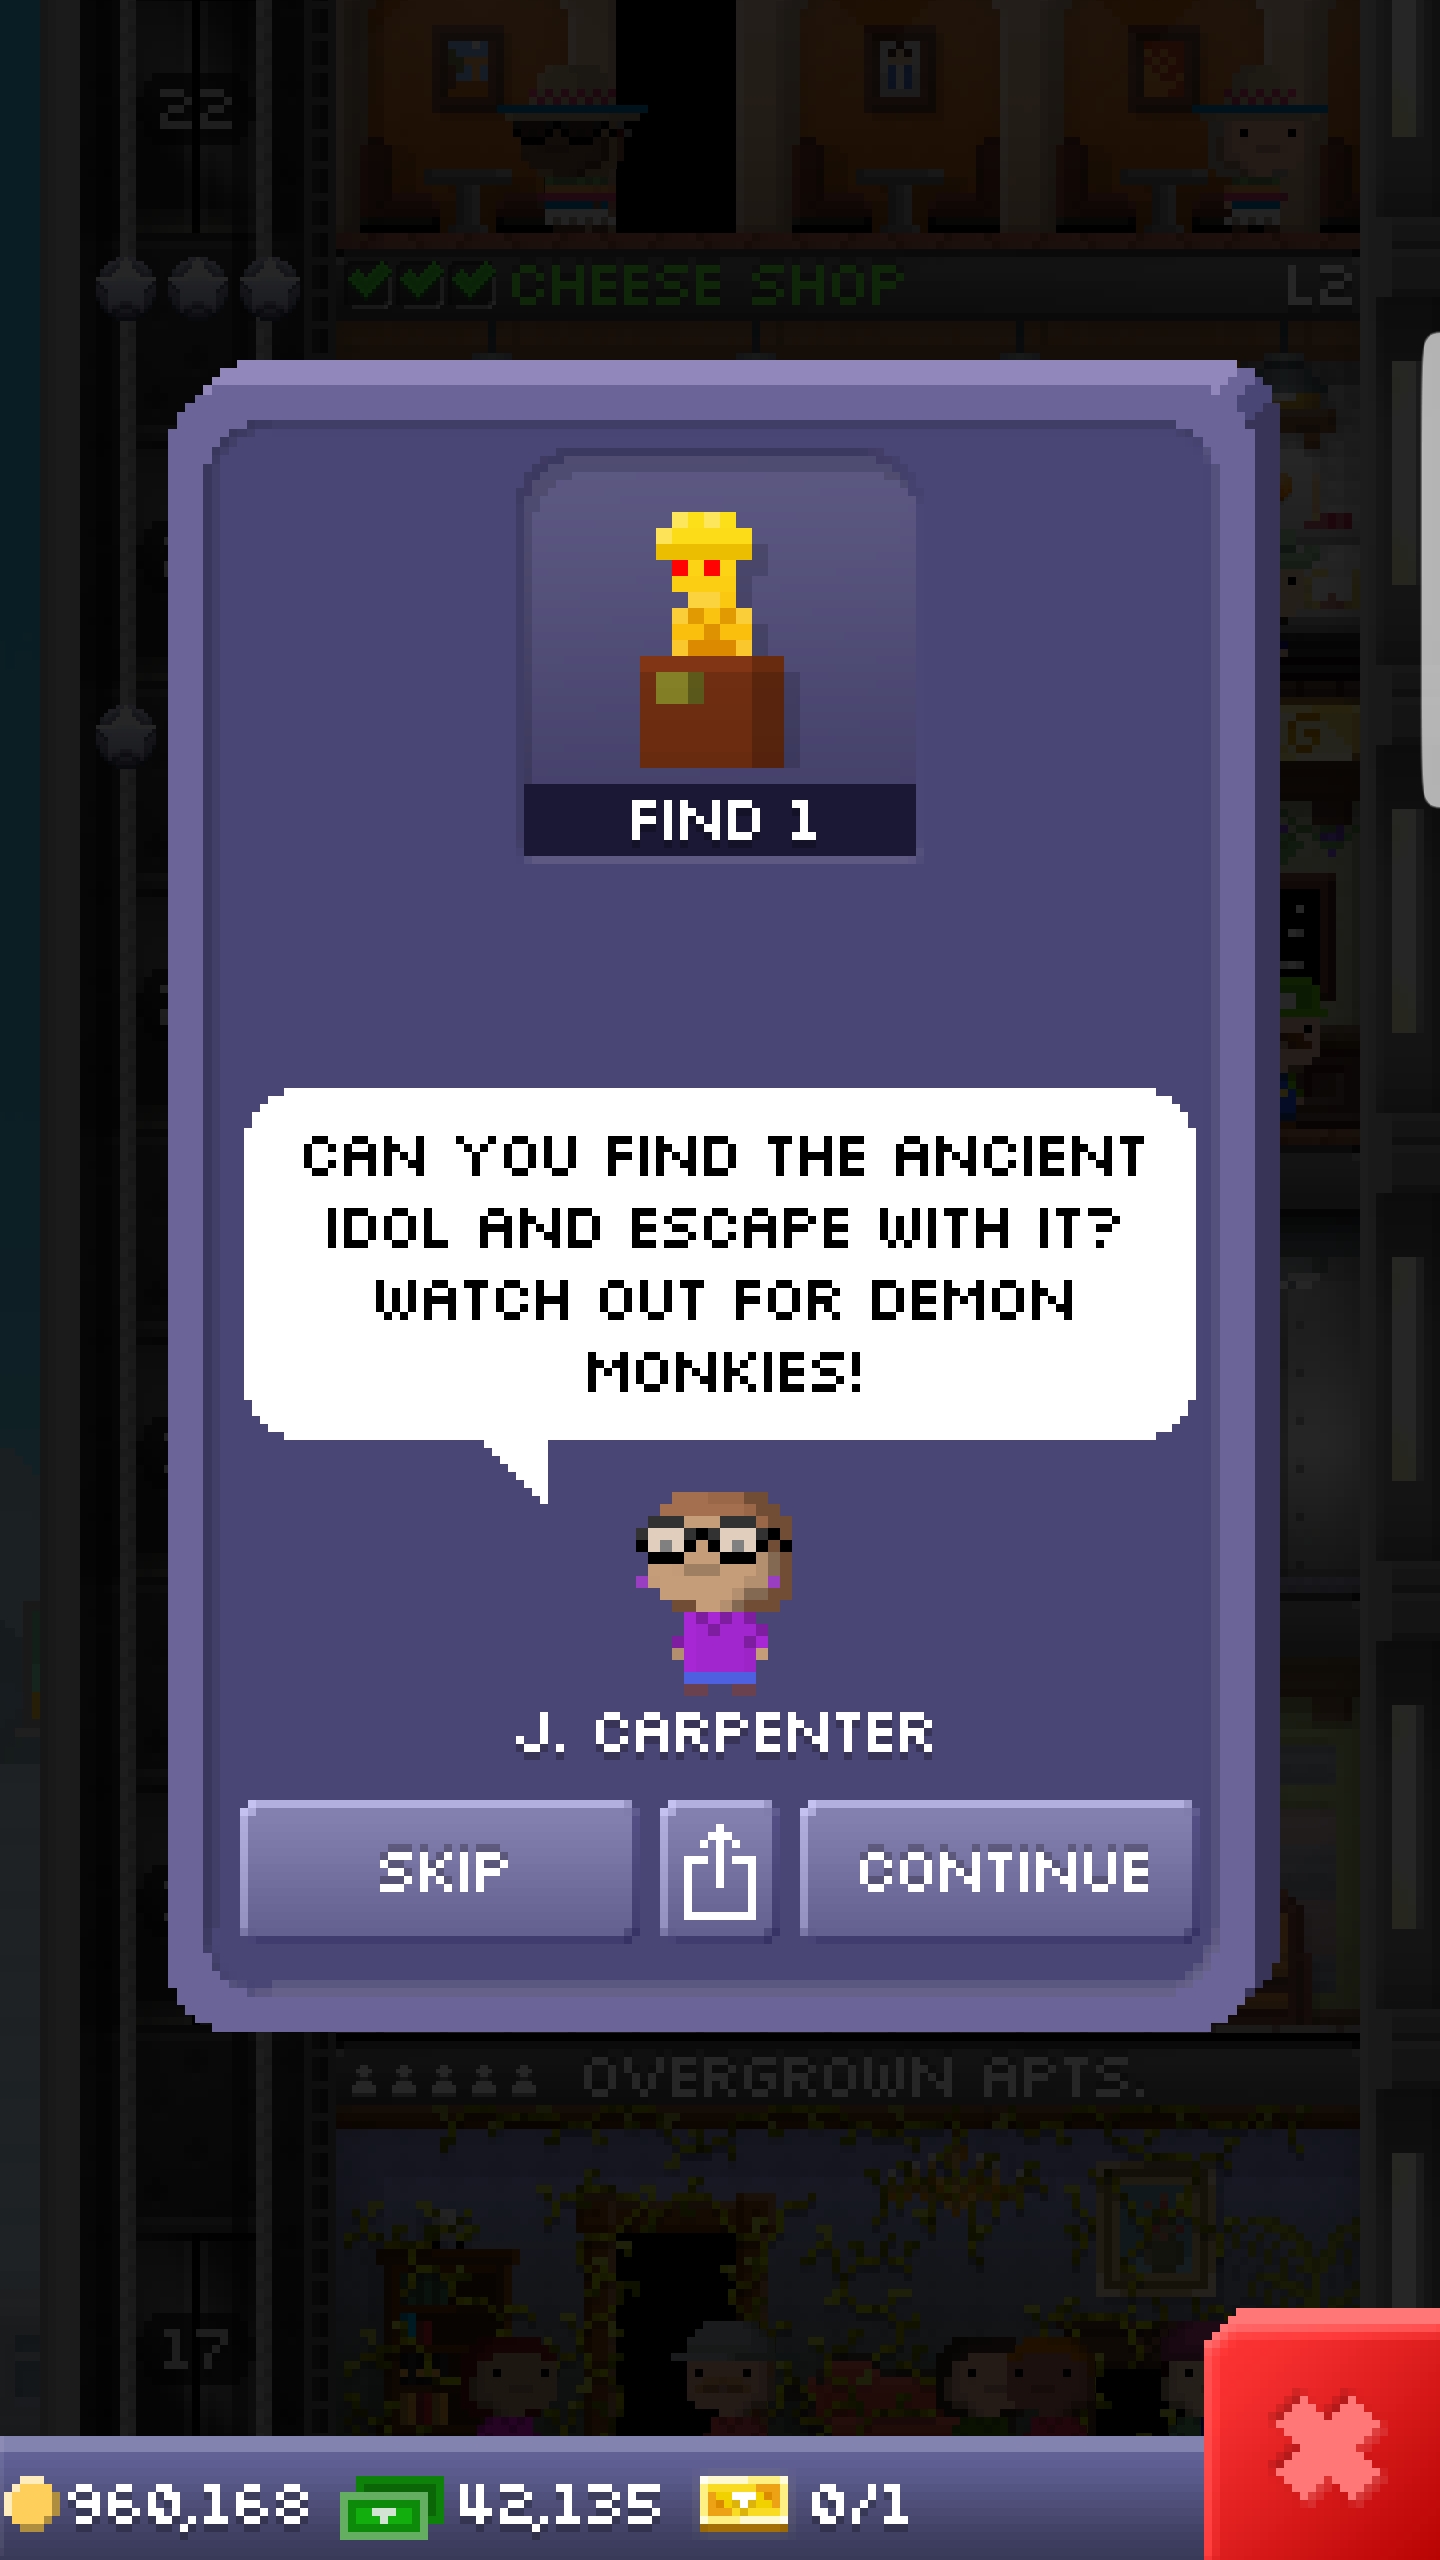 22
CHEESE SHOP L2
FIND 1
CAN YOU FIND THE ANCIENT
IDOL AND ESCAPE WITH IT?
WATCH OUT FOR DEMON
MONKIES!
J. CARPENTER
SKIP CONTINUE
OVERGROWN APTS.
17
960,168 42,135 0/1